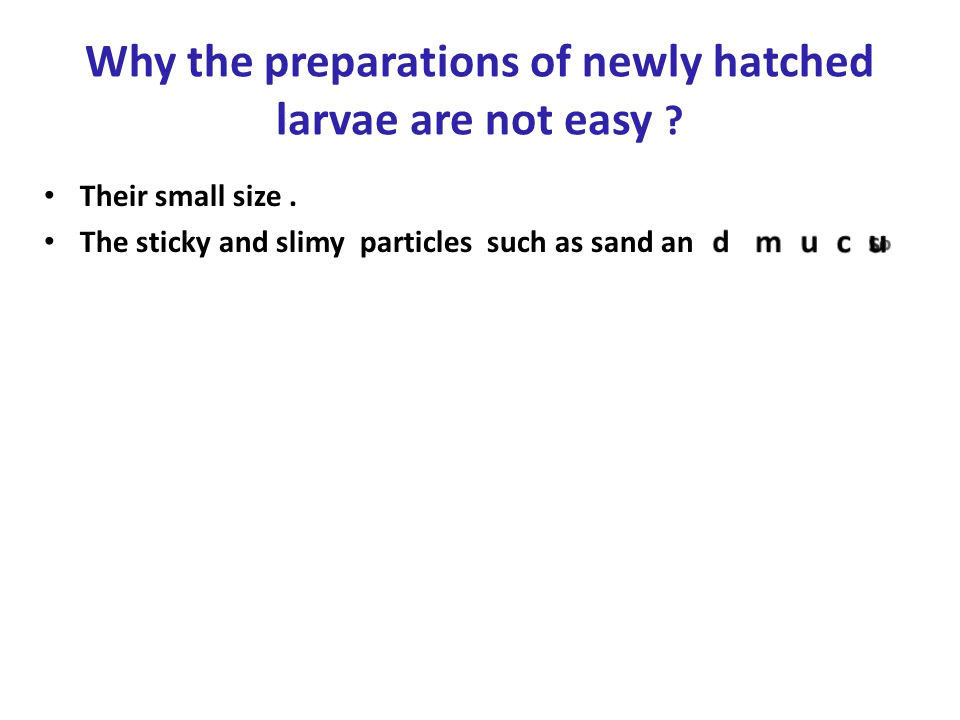 Why the preparations of newly hatched
larvae are not easy ?
• Their small size .
• The sticky and slimy particles such as sand and